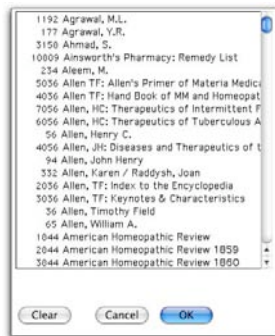 1192 Agrawal, M.L.
177 Agrawal, Y.R.
3150 Ahmad, S.
10009 Ainsworth's Pharmacy: Remedy List
234 Aleem, M.
5036 Allen TF: Allen's Primer of Materia Medica
4036 Allen TF: Hand Book of MM and Homeopat
7056 Allen, HC: Therapeutics of Intermittent F
6056 Allen, HC: Therapeutics of Tuberculous A
56 Allen, Henry C.
4056 Allen, JH: Diseases and Therapeutics of t
94 Allen, John Henry
332 Allen, Karen / Raddysh, Joan
2036 Allen, TF: Index to the Encyclopedia
3036 Allen, TF: Keynotes & Characteristics
36 Allen, Timothy Field
65 Allen, William A.
1044 American Homeopathic Review
2044 American Homeopathic Review 1859
3044 American Homeopathic Review 1860
Clear Cancel OK